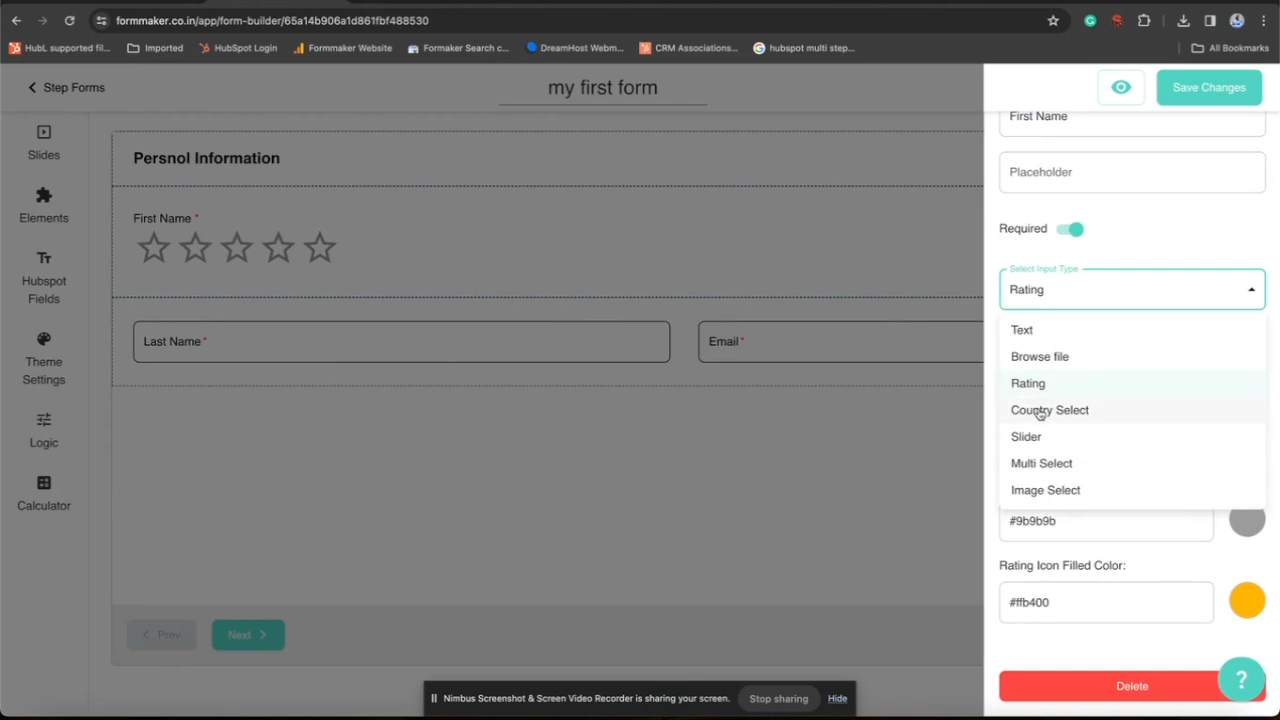 formmaker.co.in/app/form-builder/65a14b906a1d861fbf488530
HubL supported fil... Imported HubSpot Login Formmaker Website Formaker Search c... DreamHost Webm... CRM Associations... hubspot multi step... All Bookmarks
Step Forms
my first form
Save Changes
Slides
Elements
Hubspot
Fields
Theme
Settings
Logic
Calculator
Persnol Information
First Name *
Last Name *
Email *
Prev
Next
First Name
Placeholder
Required
Select Input Type
Rating
Text
Browse file
Rating
Country Select
Slider
Multi Select
Image Select
#9b9b9b
Rating Icon Filled Color:
#ffb400
Delete
?
Nimbus Screenshot & Screen Video Recorder is sharing your screen. Stop sharing Hide